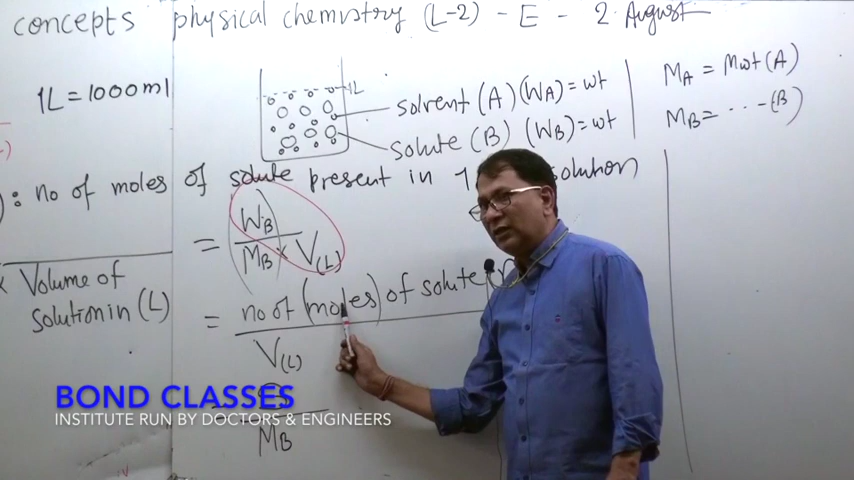 concepts physical chemistry (L-2) - E - 2 August
1L = 1000ml
1L
solvent (A) (WA) = wt
solute (B) (WB) = wt
MA = Mwt (A)
MB = ... - (B)
) : no of moles of solute present in 1 solution
= (WB) / MB × V(L)
× Volume of
solution in (L)
= no of (moles) of solute
V(L)
MB
BOND CLASSES
INSTITUTE RUN BY DOCTORS & ENGINEERS